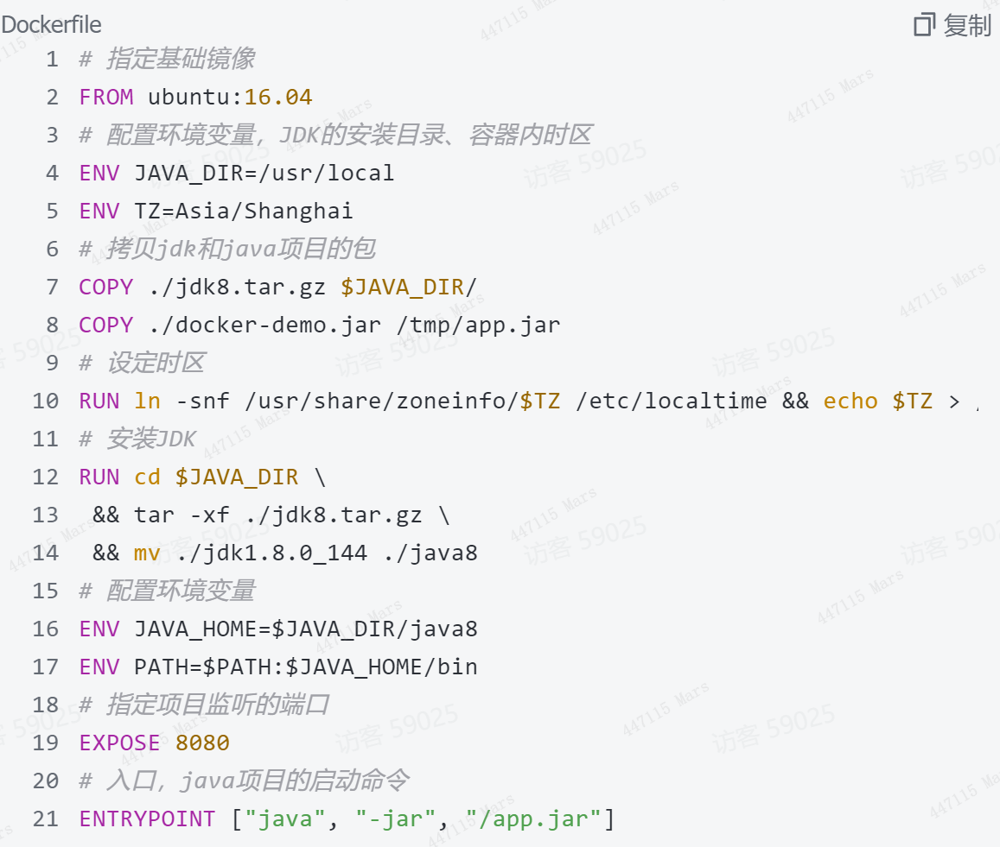 Dockerfile
复制
1 # 指定基础镜像
2 FROM ubuntu:16.04
3 # 配置环境变量，JDK的安装目录、容器内时区
4 ENV JAVA_DIR=/usr/local
5 ENV TZ=Asia/Shanghai
6 # 拷贝jdk和java项目的包
7 COPY ./jdk8.tar.gz $JAVA_DIR/
8 COPY ./docker-demo.jar /tmp/app.jar
9 # 设定时区
10 RUN ln -snf /usr/share/zoneinfo/$TZ /etc/localtime && echo $TZ >
11 # 安装JDK
12 RUN cd $JAVA_DIR \
13 && tar -xf ./jdk8.tar.gz \
14 && mv ./jdk1.8.0_144 ./java8
15 # 配置环境变量
16 ENV JAVA_HOME=$JAVA_DIR/java8
17 ENV PATH=$PATH:$JAVA_HOME/bin
18 # 指定项目监听的端口
19 EXPOSE 8080
20 # 入口，java项目的启动命令
21 ENTRYPOINT ["java", "-jar", "/app.jar"]
447115 Mars
访客 59025